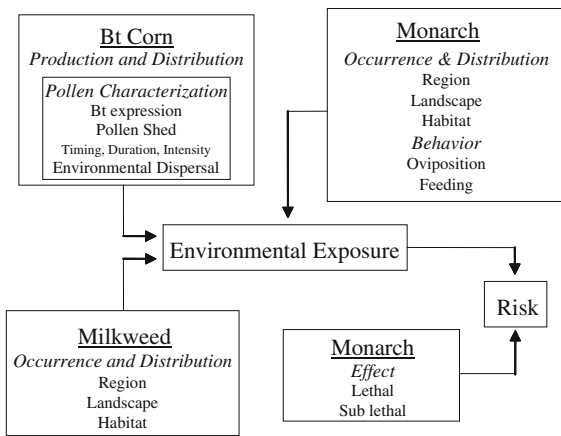 Bt Corn
Production and Distribution
Pollen Characterization
Bt expression
Pollen Shed
Timing, Duration, Intensity
Environmental Dispersal
Monarch
Occurrence & Distribution
Region
Landscape
Habitat
Behavior
Oviposition
Feeding
Environmental Exposure
Risk
Milkweed
Occurrence and Distribution
Region
Landscape
Habitat
Monarch
Effect
Lethal
Sub lethal